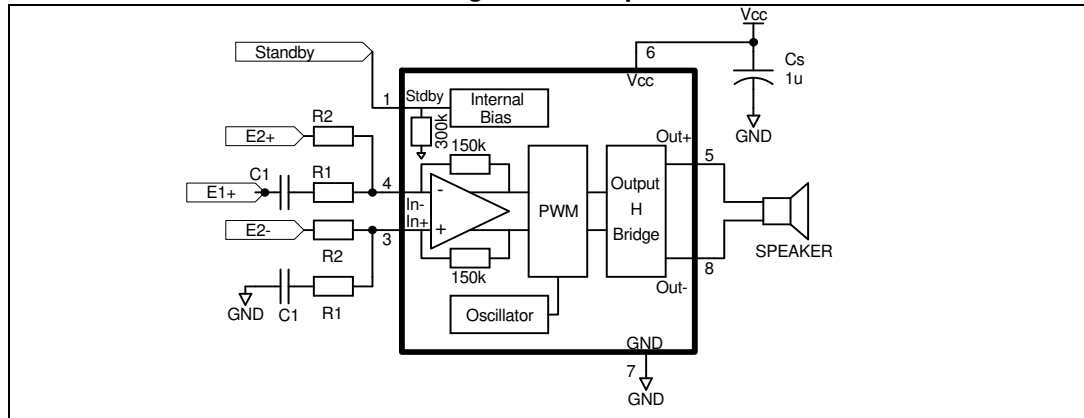 Vcc
6
Cs
1u
Standby
Vcc
1
Stdby
Internal
Bias
GND
300k
R2
E2+
150k
Out+
5
C1
R1
4
E1+
In-
-
PWM
Output
H
Bridge
In+
+
E2-
3
SPEAKER
R2
150k
8
Out-
GND
C1
R1
Oscillator
GND
7
GND